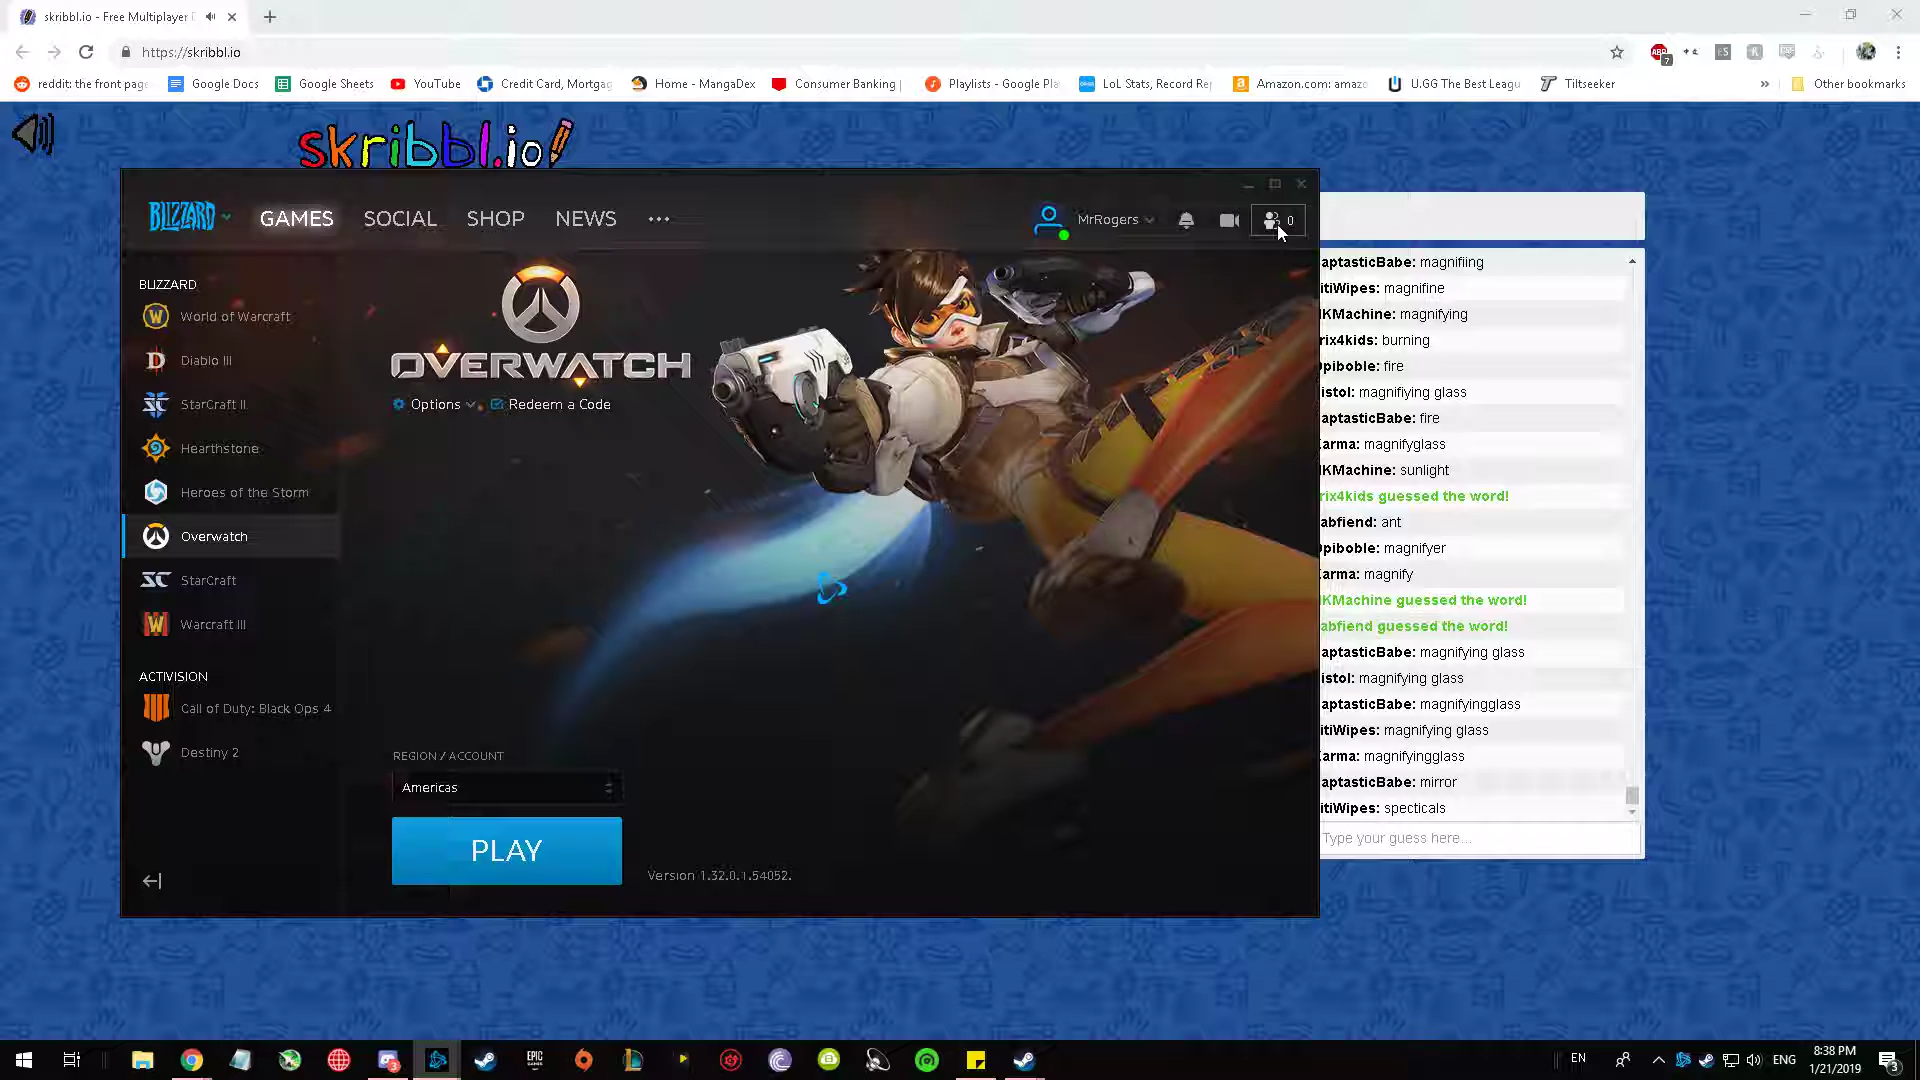 skribbl.io - Free Multiplayer D
https://skribbl.io
ABP
7
ES
reddit: the front page
Google Docs
Google Sheets
YouTube
Credit Card, Mortgag
Home - MangaDex
Consumer Banking |
Playlists - Google Pla
LoL Stats, Record Re
Amazon.com: amazo
U.GG The Best Leagu
Tiltseeker
»
Other bookmarks
skribbl.io
BLIZZARD
GAMES
SOCIAL
SHOP
NEWS
MrRogers
0
BLIZZARD
World of Warcraft
Diablo III
StarCraft II
Hearthstone
Heroes of the Storm
Overwatch
StarCraft
Warcraft III
ACTIVISION
Call of Duty: Black Ops 4
Destiny 2
OVERWATCH
Options
Redeem a Code
REGION / ACCOUNT
Americas
PLAY
Version 1.32.0.1.54052.
aptasticBabe: magnifiing
itiWipes: magnifine
KMachine: magnifying
rix4kids: burning
piboble: fire
istol: magnifiying glass
aptasticBabe: fire
arma: magnifyglass
KMachine: sunlight
rix4kids guessed the word!
abfiend: ant
piboble: magnifyer
arma: magnify
KMachine guessed the word!
abfiend guessed the word!
aptasticBabe: magnifying glass
istol: magnifying glass
aptasticBabe: magnifyingglass
itiWipes: magnifying glass
arma: magnifyingglass
aptasticBabe: mirror
itiWipes: specticals
Type your guess here...
3
EPIC
GAMES
EN
ENG
8:38 PM
1/21/2019
3